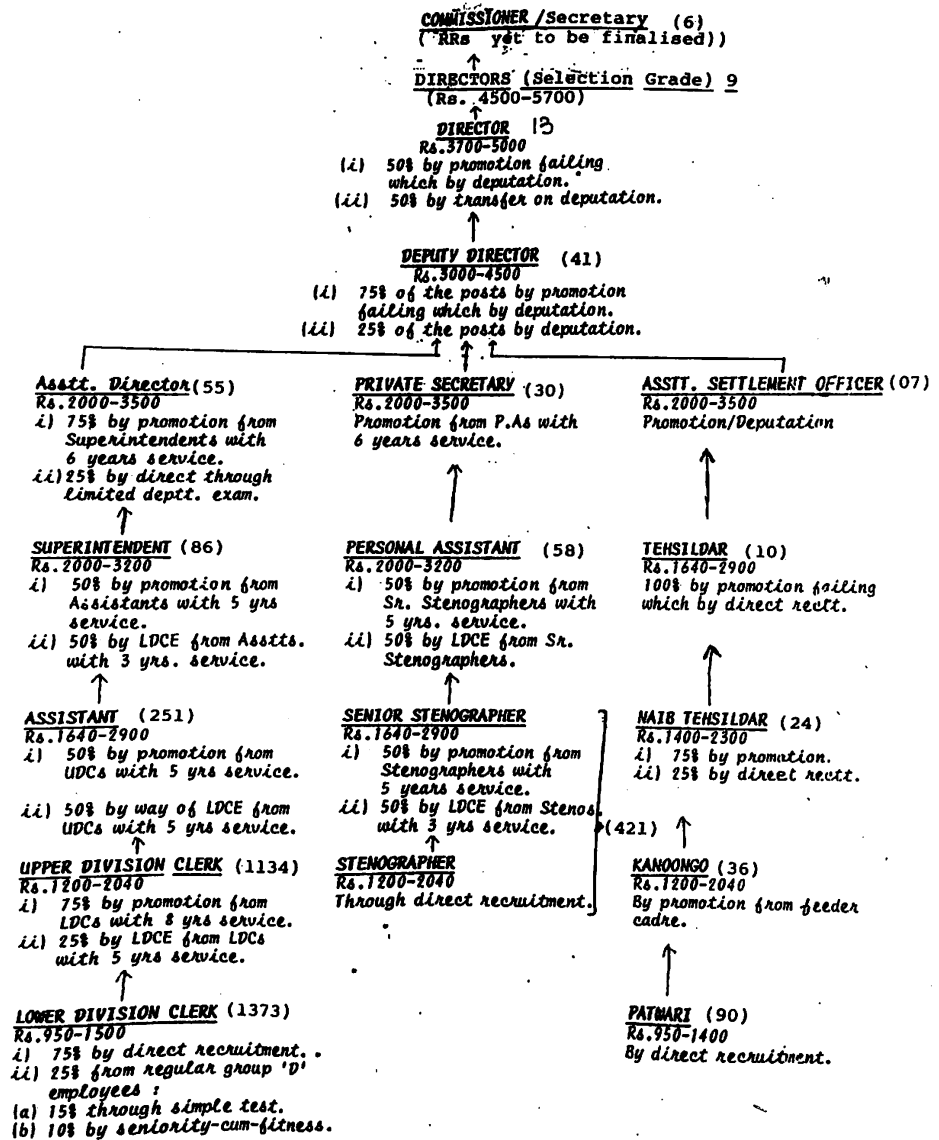 COMMISSIONER /Secretary (6)
( RRs yet to be finalised))
DIRECTORS (Selection Grade) 9
(Rs. 4500-5700)
DIRECTOR 13
Rs.3700-5000
(i) 50% by promotion failing
which by deputation.
(ii) 50% by transfer on deputation.
DEPUTY DIRECTOR (41)
Rs.3000-4500
(i) 75% of the posts by promotion
failing which by deputation.
(ii) 25% of the posts by deputation.
Asstt. Director(55)
Rs.2000-3500
i) 75% by promotion from
Superintendents with
6 years service.
ii)25% by direct through
limited deptt. exam.
SUPERINTENDENT (86)
Rs.2000-3200
i) 50% by promotion from
Assistants with 5 yrs
service.
ii) 50% by LDCE from Asstts.
with 3 yrs. service.
ASSISTANT (251)
Rs.1640-2900
i) 50% by promotion from
UDCs with 5 yrs service.
ii) 50% by way of LDCE from
UDCs with 5 yrs service.
UPPER DIVISION CLERK (1134)
Rs.1200-2040
i) 75% by promotion from
LDCs with 8 yrs service.
ii) 25% by LDCE from LDCs
with 5 yrs service.
LOWER DIVISION CLERK (1373)
Rs.950-1500
i) 75% by direct recruitment.
ii) 25% from regular group 'D'
employees :
(a) 15% through simple test.
(b) 10% by seniority-cum-fitness.
PRIVATE SECRETARY (30)
Rs.2000-3500
Promotion from P.As with
6 years service.
PERSONAL ASSISTANT (58)
Rs.2000-3200
i) 50% by promotion from
Sr. Stenographers with
5 yrs. service.
ii) 50% by LDCE from Sr.
Stenographers.
SENIOR STENOGRAPHER
Rs.1640-2900
i) 50% by promotion from
Stenographers with
5 years service.
ii) 50% LDCE from Stenos.
with 3 yrs service.
(421)
STENOGRAPHER
Rs.1200-2040
Through direct recruitment.
ASSTT. SETTLEMENT OFFICER (07)
Rs.2000-3500
Promotion/Deputation
TEHSILDAR (10)
Rs.1640-2900
100% by promotion failing
which by direct rectt.
NAIB TEHSILDAR (24)
Rs.1400-2300
i) 75% by promotion.
ii) 25% by direct rectt.
KANOONGO (36)
Rs.1200-2040
By promotion from feeder
cadre.
PATWARI (90)
Rs.950-1400
By direct recruitment.